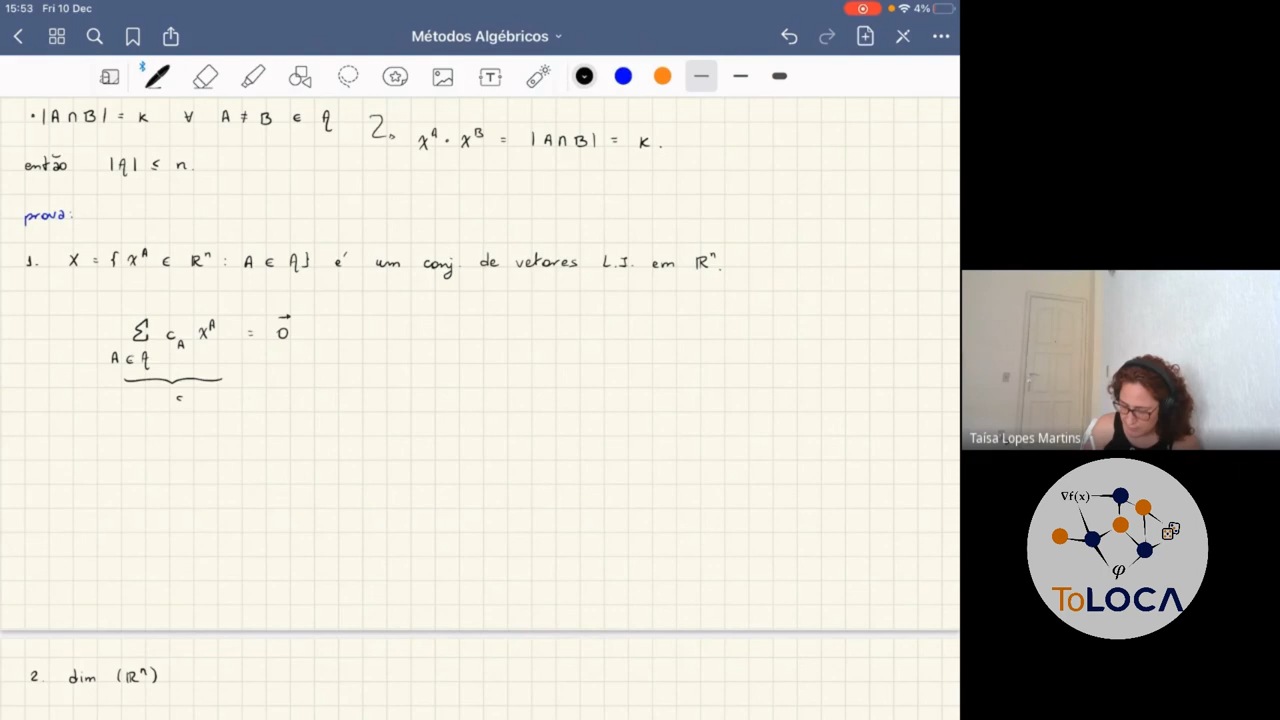 15:53 Fri 10 Dec
4%
Métodos Algébricos
• |A ∩ B| = k ∀ A ≠ B ∈ 𝒜
2. χ^A · χ^B = |A ∩ B| = k.
então |𝒜| ≤ n.
prova:
1. X = { χ^A ∈ ℝ^n : A ∈ 𝒜 } é um conj. de vetores L.I. em ℝ^n.
∑_{A ∈ 𝒜} c_A χ^A = \vec{0}
c
2. dim (ℝ^n)
Taísa Lopes Martins
∇f(x)
φ
ToLOCA